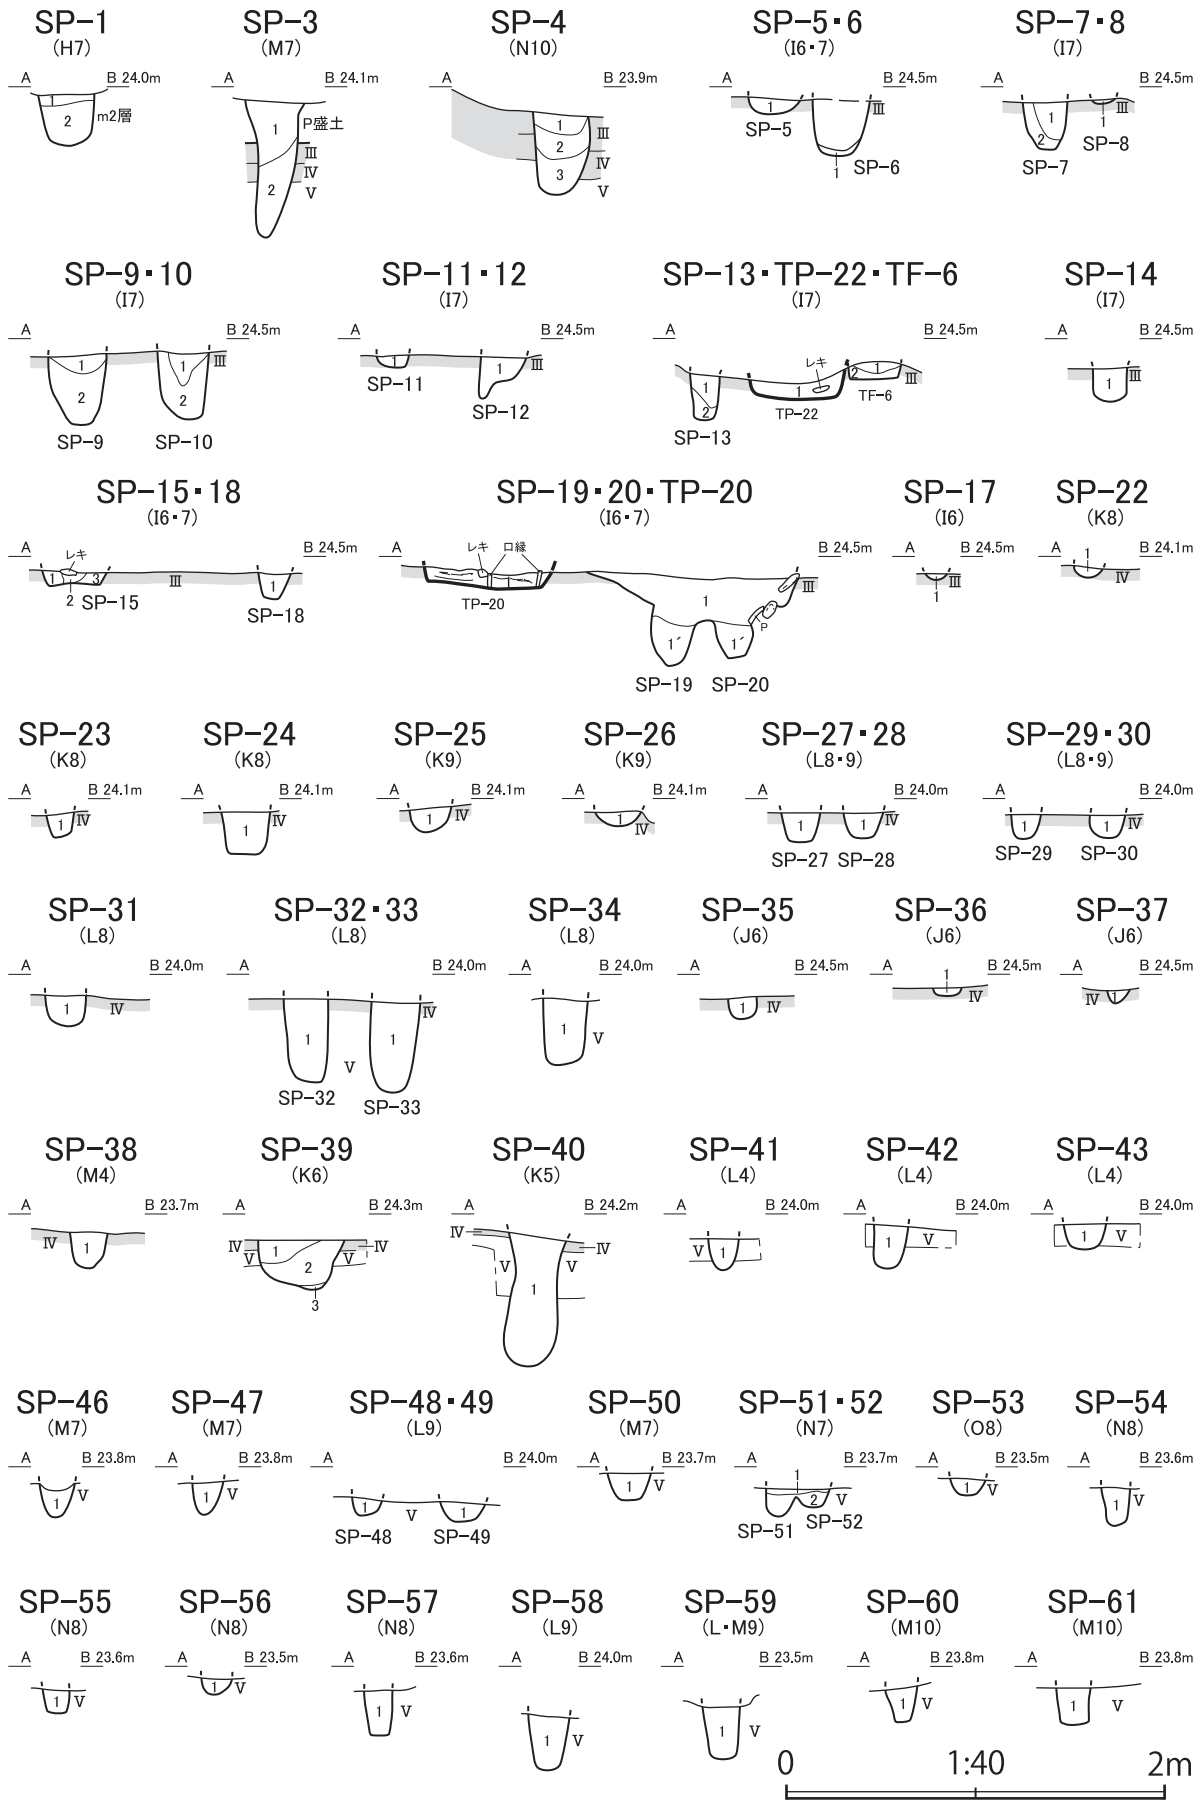 SP-1
(H7)
A
B 24.0m
1
2
m2層
SP-3
(M7)
A
B 24.1m
1
P盛土
Ⅲ
Ⅳ
2
Ⅴ
SP-4
(N10)
A
B 23.9m
1
Ⅲ
2
Ⅳ
3
Ⅴ
SP-5・6
(I6・7)
A
B 24.5m
1
Ⅲ
SP-5
SP-6
1
SP-7・8
(I7)
A
B 24.5m
1
Ⅲ
1
2
SP-8
SP-7
SP-9・10
(I7)
A
B 24.5m
1
1
Ⅲ
2
2
SP-9
SP-10
SP-11・12
(I7)
A
B 24.5m
1
1
Ⅲ
SP-11
SP-12
SP-13・TP-22・TF-6
(I7)
A
B 24.5m
レキ
1
1
2
1
Ⅲ
2
TP-22
TF-6
SP-13
SP-14
(I7)
A
B 24.5m
1
Ⅲ
SP-15・18
(I6・7)
A
B 24.5m
レキ
1
3
Ⅲ
1
2
SP-15
SP-18
SP-19・20・TP-20
(I6・7)
A
B 24.5m
レキ
口縁
1
Ⅲ
TP-20
1
P
1´
1´
SP-19
SP-20
SP-17
(I6)
A
B 24.5m
Ⅲ
1
SP-22
(K8)
A
B 24.1m
1
Ⅳ
SP-23
(K8)
A
B 24.1m
1
Ⅳ
SP-24
(K8)
A
B 24.1m
1
Ⅳ
SP-25
(K9)
A
B 24.1m
1
Ⅳ
SP-26
(K9)
A
B 24.1m
1
Ⅳ
SP-27・28
(L8・9)
A
B 24.0m
1
1
Ⅳ
SP-27
SP-28
SP-29・30
(L8・9)
A
B 24.0m
1
1
Ⅳ
SP-29
SP-30
SP-31
(L8)
A
B 24.0m
1
Ⅳ
SP-32・33
(L8)
A
B 24.0m
1
1
Ⅳ
Ⅴ
SP-32
SP-33
SP-34
(L8)
A
B 24.0m
1
Ⅴ
SP-35
(J6)
A
B 24.5m
1
Ⅳ
SP-36
(J6)
A
B 24.5m
1
Ⅳ
SP-37
(J6)
A
B 24.5m
Ⅳ
1
SP-38
(M4)
A
B 23.7m
Ⅳ
1
SP-39
(K6)
A
B 24.3m
Ⅳ
1
Ⅳ
Ⅴ
2
Ⅴ
3
SP-40
(K5)
A
B 24.2m
Ⅳ
Ⅳ
Ⅴ
1
Ⅴ
SP-41
(L4)
A
B 24.0m
Ⅴ
1
SP-42
(L4)
A
B 24.0m
1
Ⅴ
SP-43
(L4)
A
B 24.0m
1
Ⅴ
SP-46
(M7)
A
B 23.8m
1
Ⅴ
SP-47
(M7)
A
B 23.8m
1
Ⅴ
SP-48・49
(L9)
A
B 24.0m
1
Ⅴ
1
SP-48
SP-49
SP-50
(M7)
A
B 23.7m
1
Ⅴ
SP-51・52
(N7)
A
B 23.7m
1
2
Ⅴ
SP-51
SP-52
SP-53
(O8)
A
B 23.5m
1
Ⅴ
SP-54
(N8)
A
B 23.6m
1
Ⅴ
SP-55
(N8)
A
B 23.6m
1
Ⅴ
SP-56
(N8)
A
B 23.5m
1
Ⅴ
SP-57
(N8)
A
B 23.6m
1
Ⅴ
SP-58
(L9)
A
B 24.0m
1
Ⅴ
SP-59
(L・M9)
A
B 23.5m
1
Ⅴ
SP-60
(M10)
A
B 23.8m
1
Ⅴ
SP-61
(M10)
A
B 23.8m
1
Ⅴ
0
1:40
2m